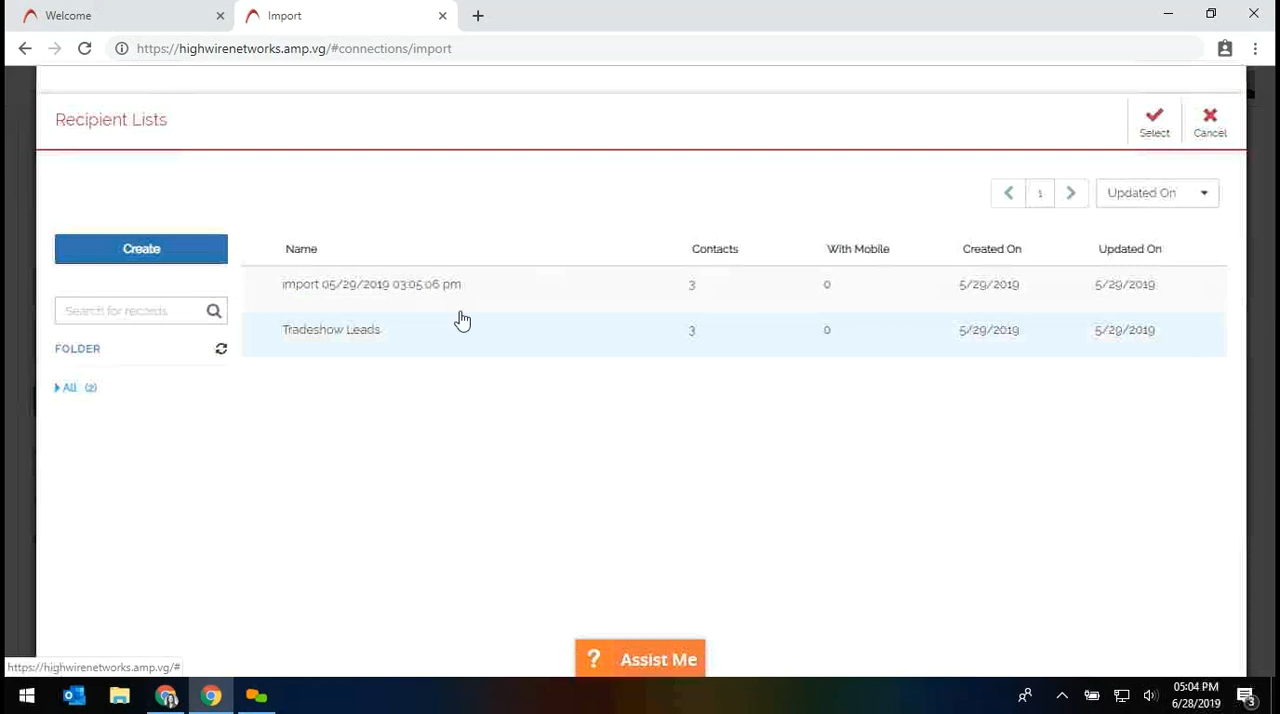 Welcome
Import
https://highwirenetworks.amp.vg/#connections/import
Recipient Lists
Select
Cancel
1
Updated On
Create
Name Contacts With Mobile Created On Updated On
import 05/29/2019 03:05:06 pm 3 0 5/29/2019 5/29/2019
Search for records
Tradeshow Leads 3 0 5/29/2019 5/29/2019
FOLDER
All (2)
? Assist Me
https://highwirenetworks.amp.vg/#
05:04 PM
6/28/2019
3